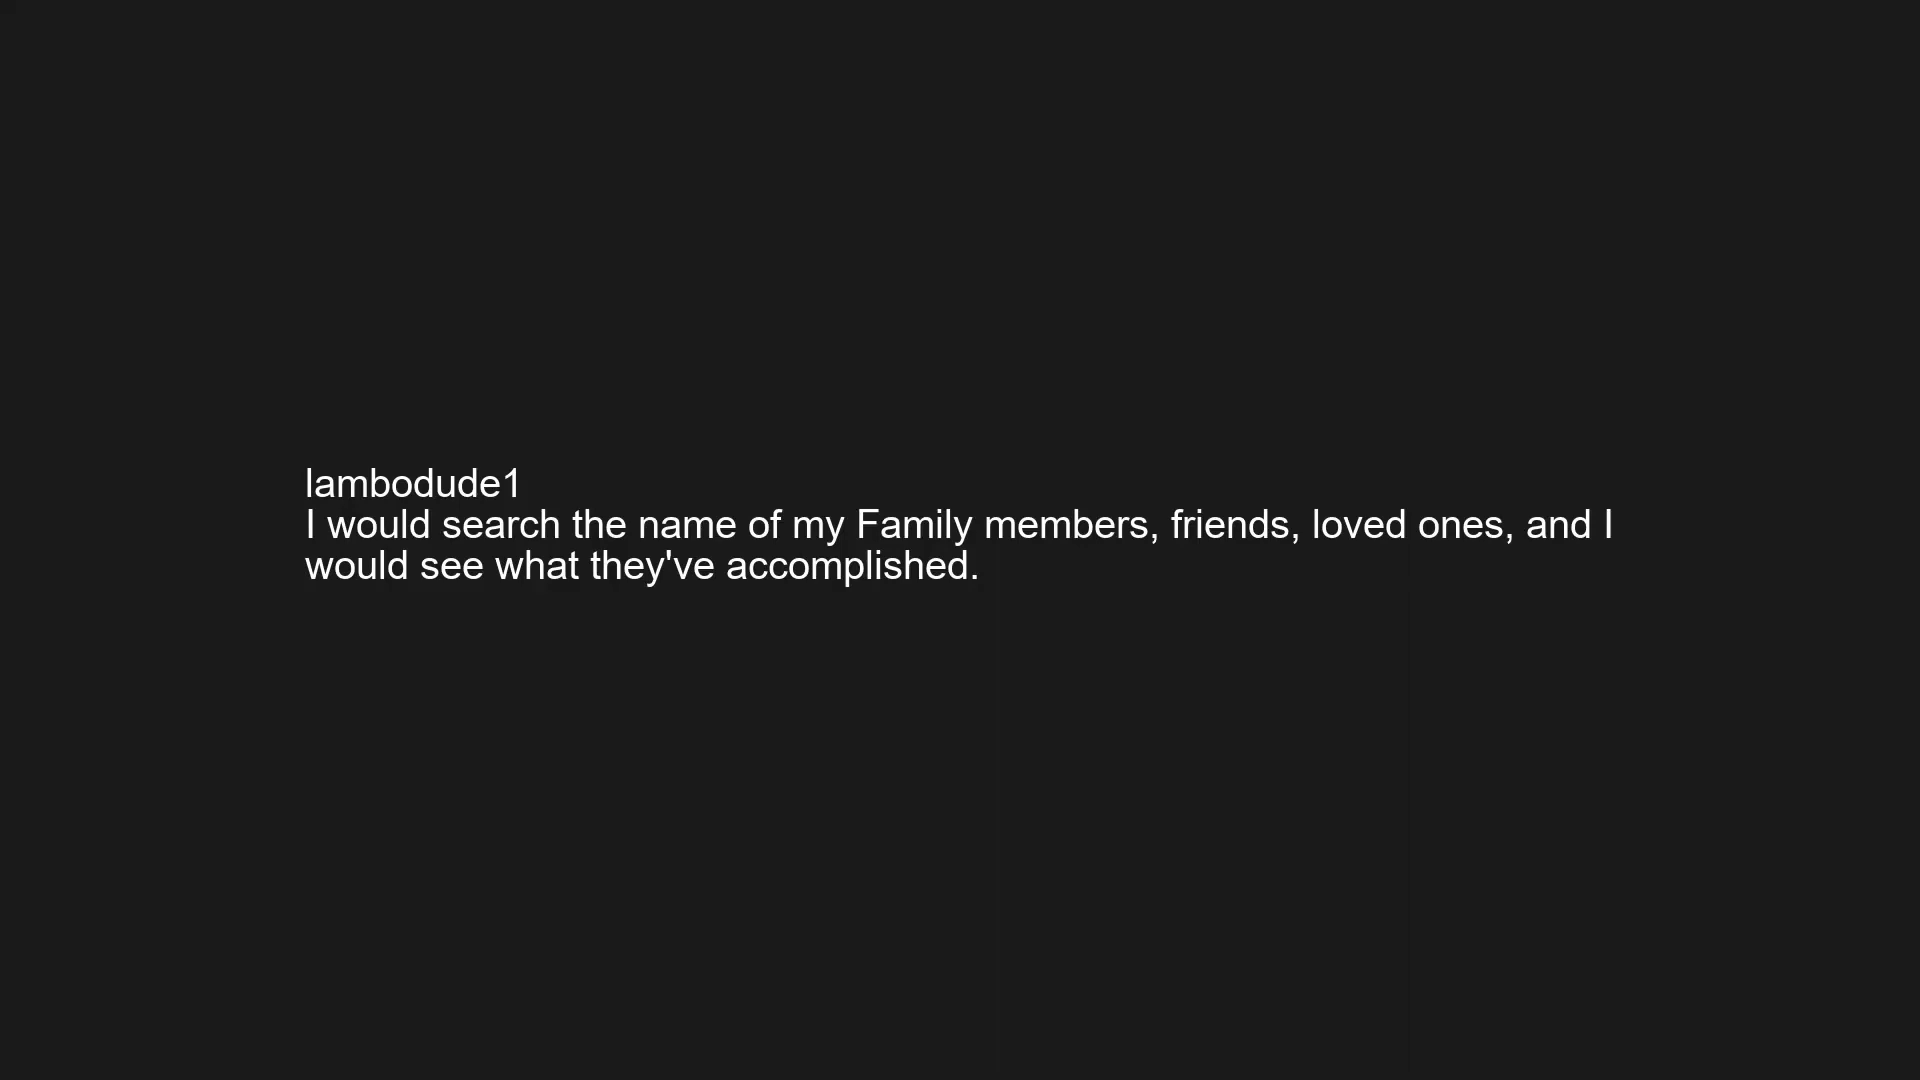 lambodude1
I would search the name of my Family members, friends, loved ones, and I
would see what they've accomplished.